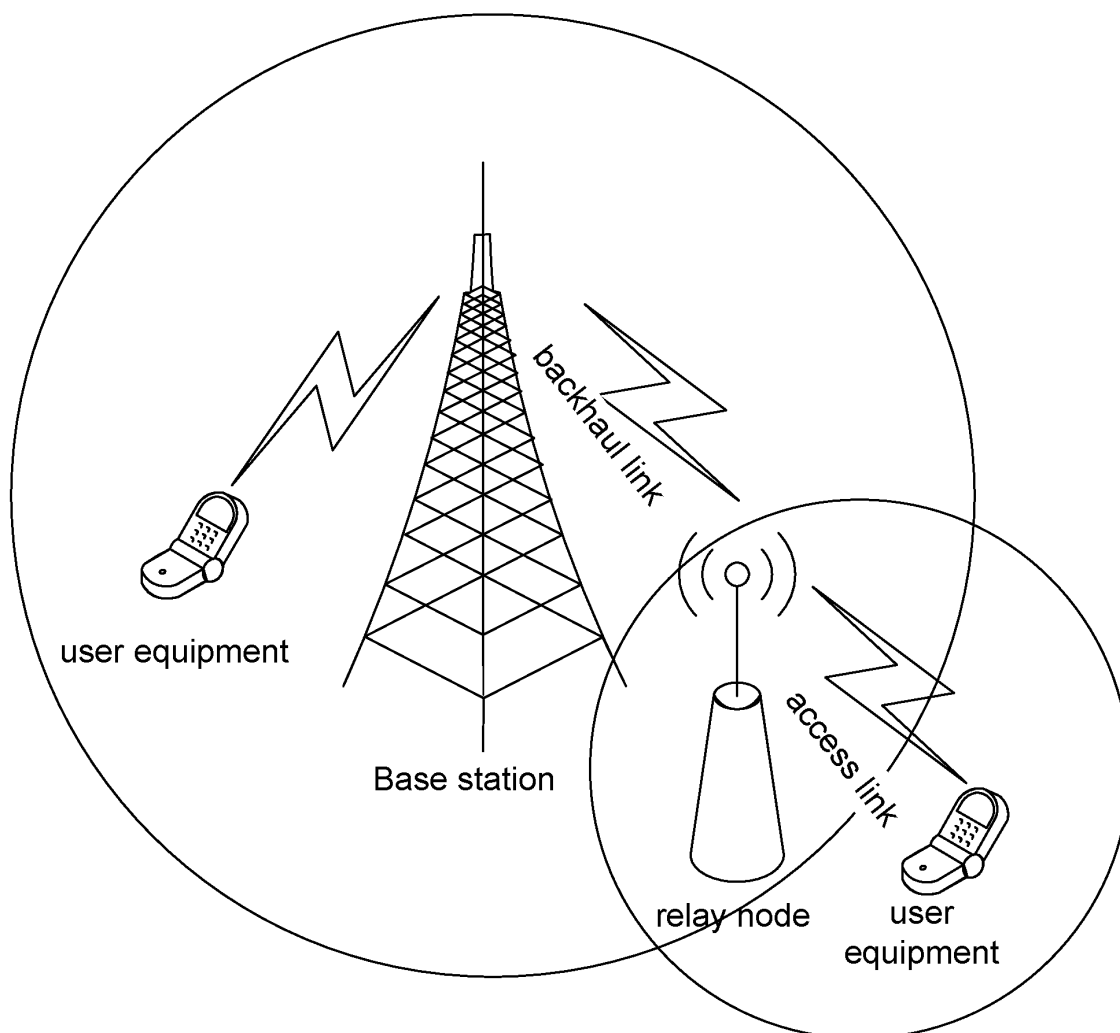 backhaul link
user equipment
access link
Base station
relay node
user
equipment